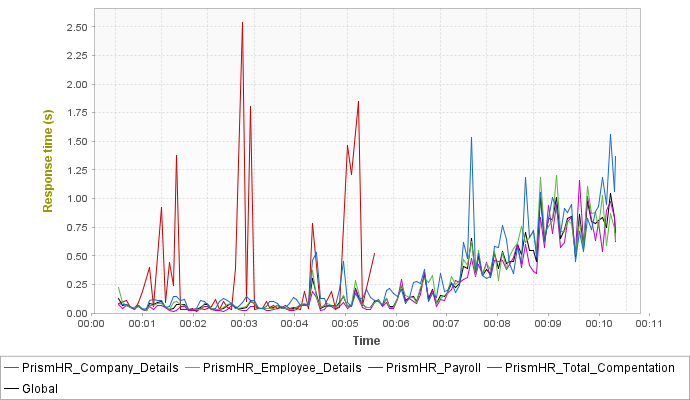 Response time (s)
2.50
2.25
2.00
1.75
1.50
1.25
1.00
0.75
0.50
0.25
0.00
00:00 00:01 00:02 00:03 00:04 00:05 00:06 00:07 00:08 00:09 00:10 00:11
Time
PrismHR_Company_Details PrismHR_Employee_Details PrismHR_Payroll PrismHR_Total_Compentation
Global